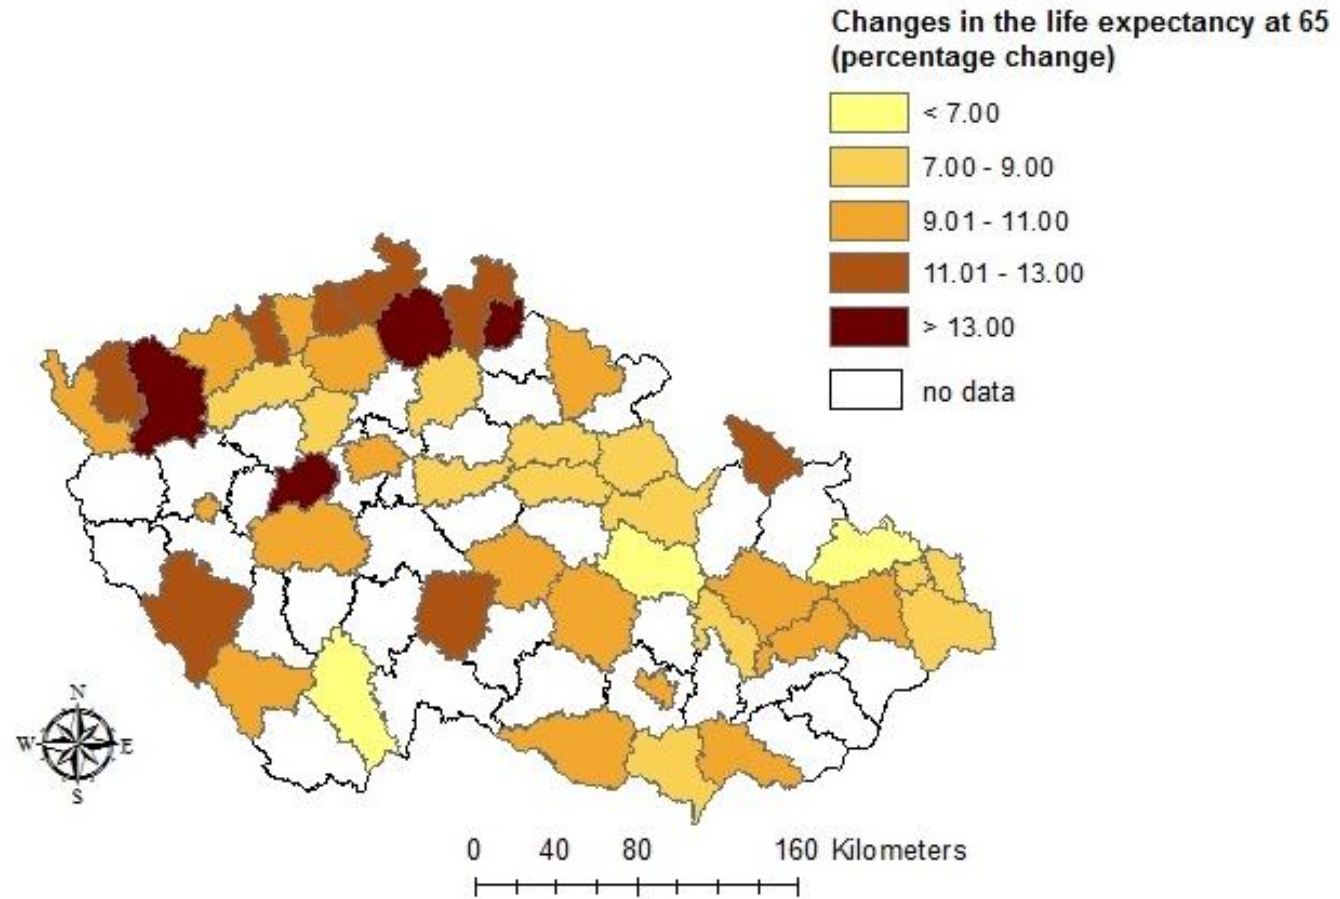 Changes in the life expectancy at 65
(percentage change)
< 7.00
7.00 - 9.00
9.01 - 11.00
11.01 - 13.00
> 13.00
no data
N
W E
S
0 40 80 160 Kilometers